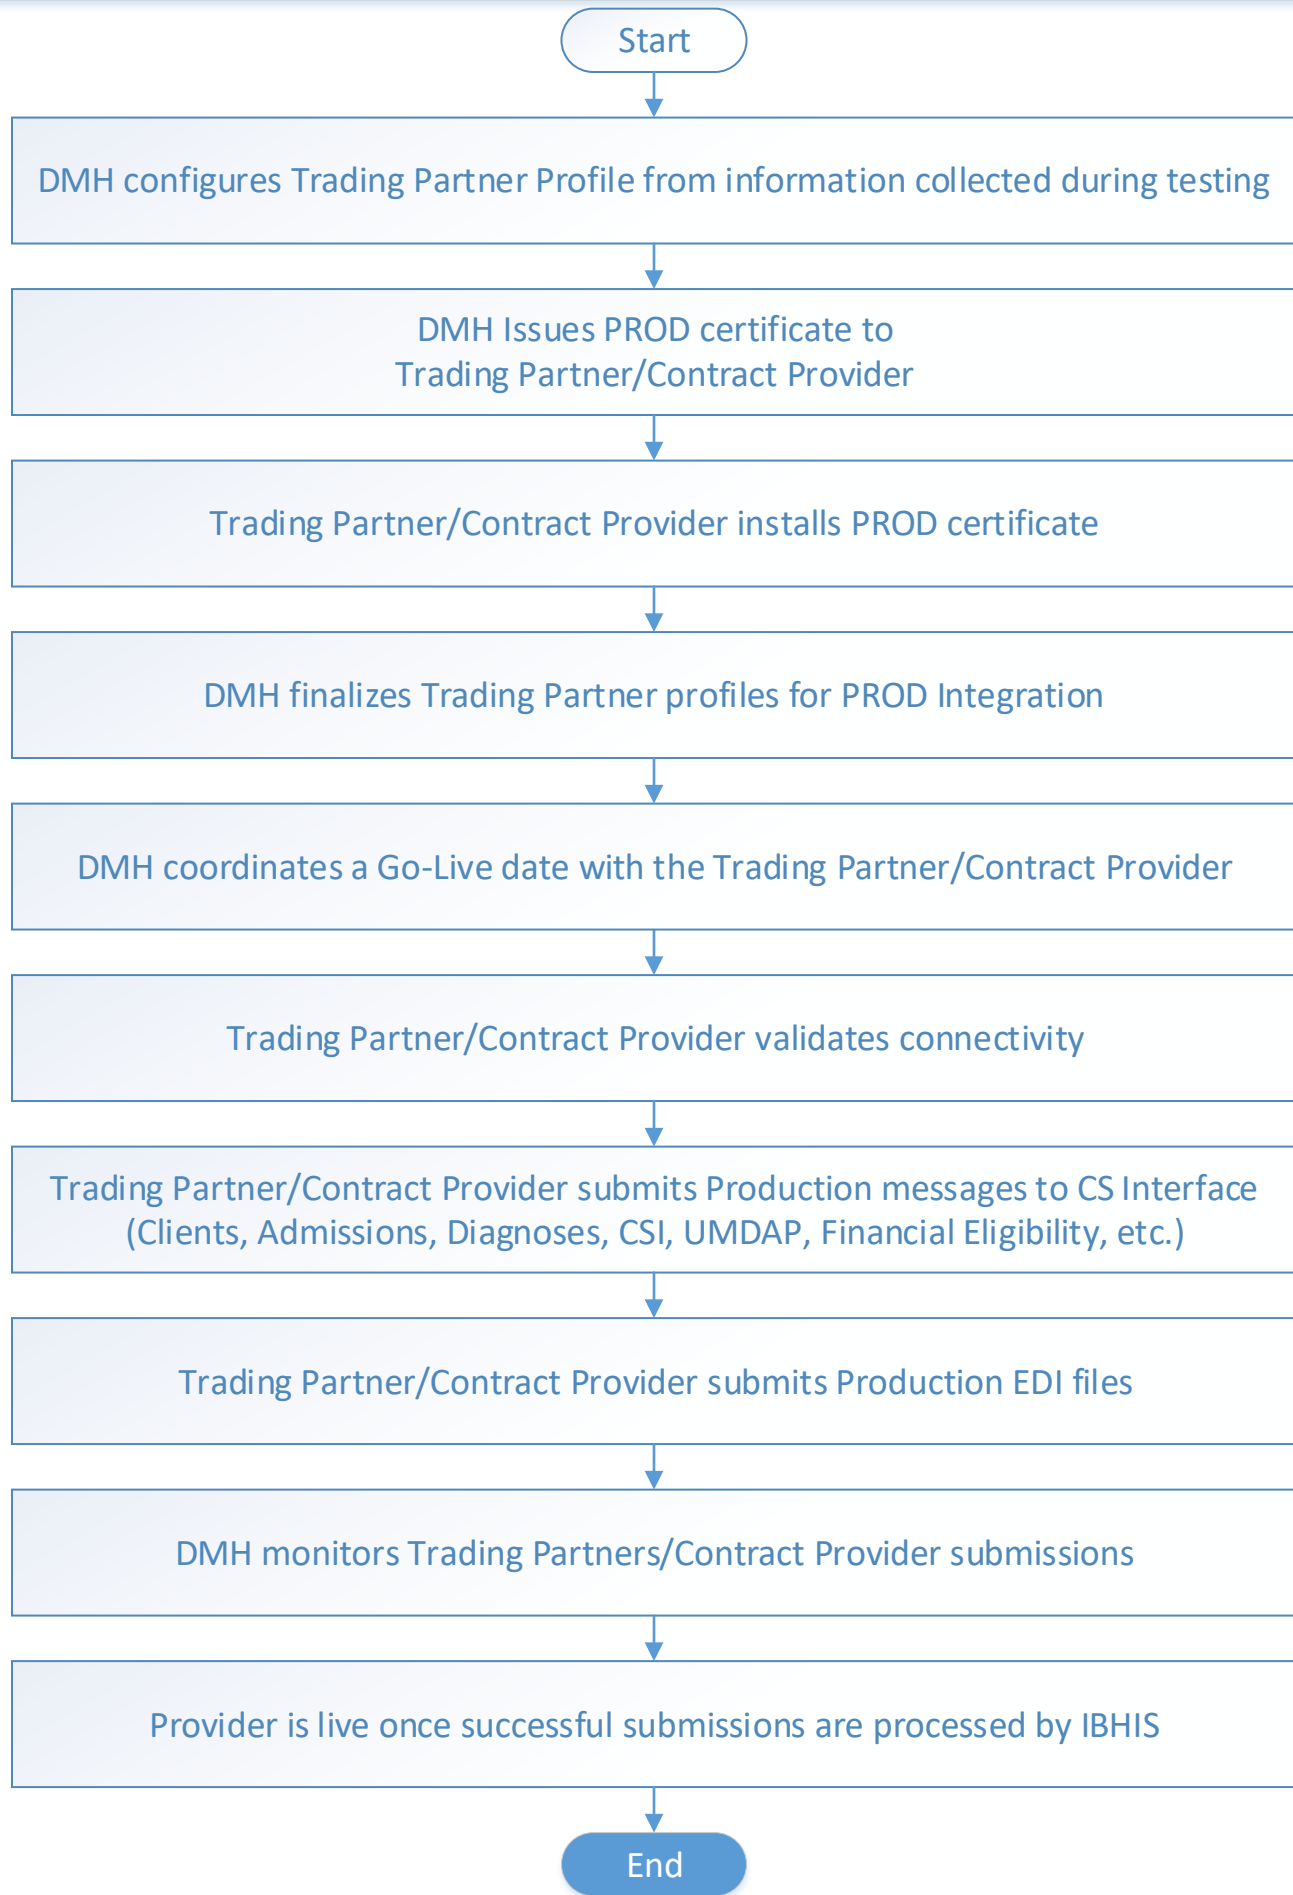 Start
DMH configures Trading Partner Profile from information collected during testing
DMH Issues PROD certificate to
Trading Partner/Contract Provider
Trading Partner/Contract Provider installs PROD certificate
DMH finalizes Trading Partner profiles for PROD Integration
DMH coordinates a Go-Live date with the Trading Partner/Contract Provider
Trading Partner/Contract Provider validates connectivity
Trading Partner/Contract Provider submits Production messages to CS Interface
(Clients, Admissions, Diagnoses, CSI, UMDAP, Financial Eligibility, etc.)
Trading Partner/Contract Provider submits Production EDI files
DMH monitors Trading Partners/Contract Provider submissions
Provider is live once successful submissions are processed by IBHIS
End